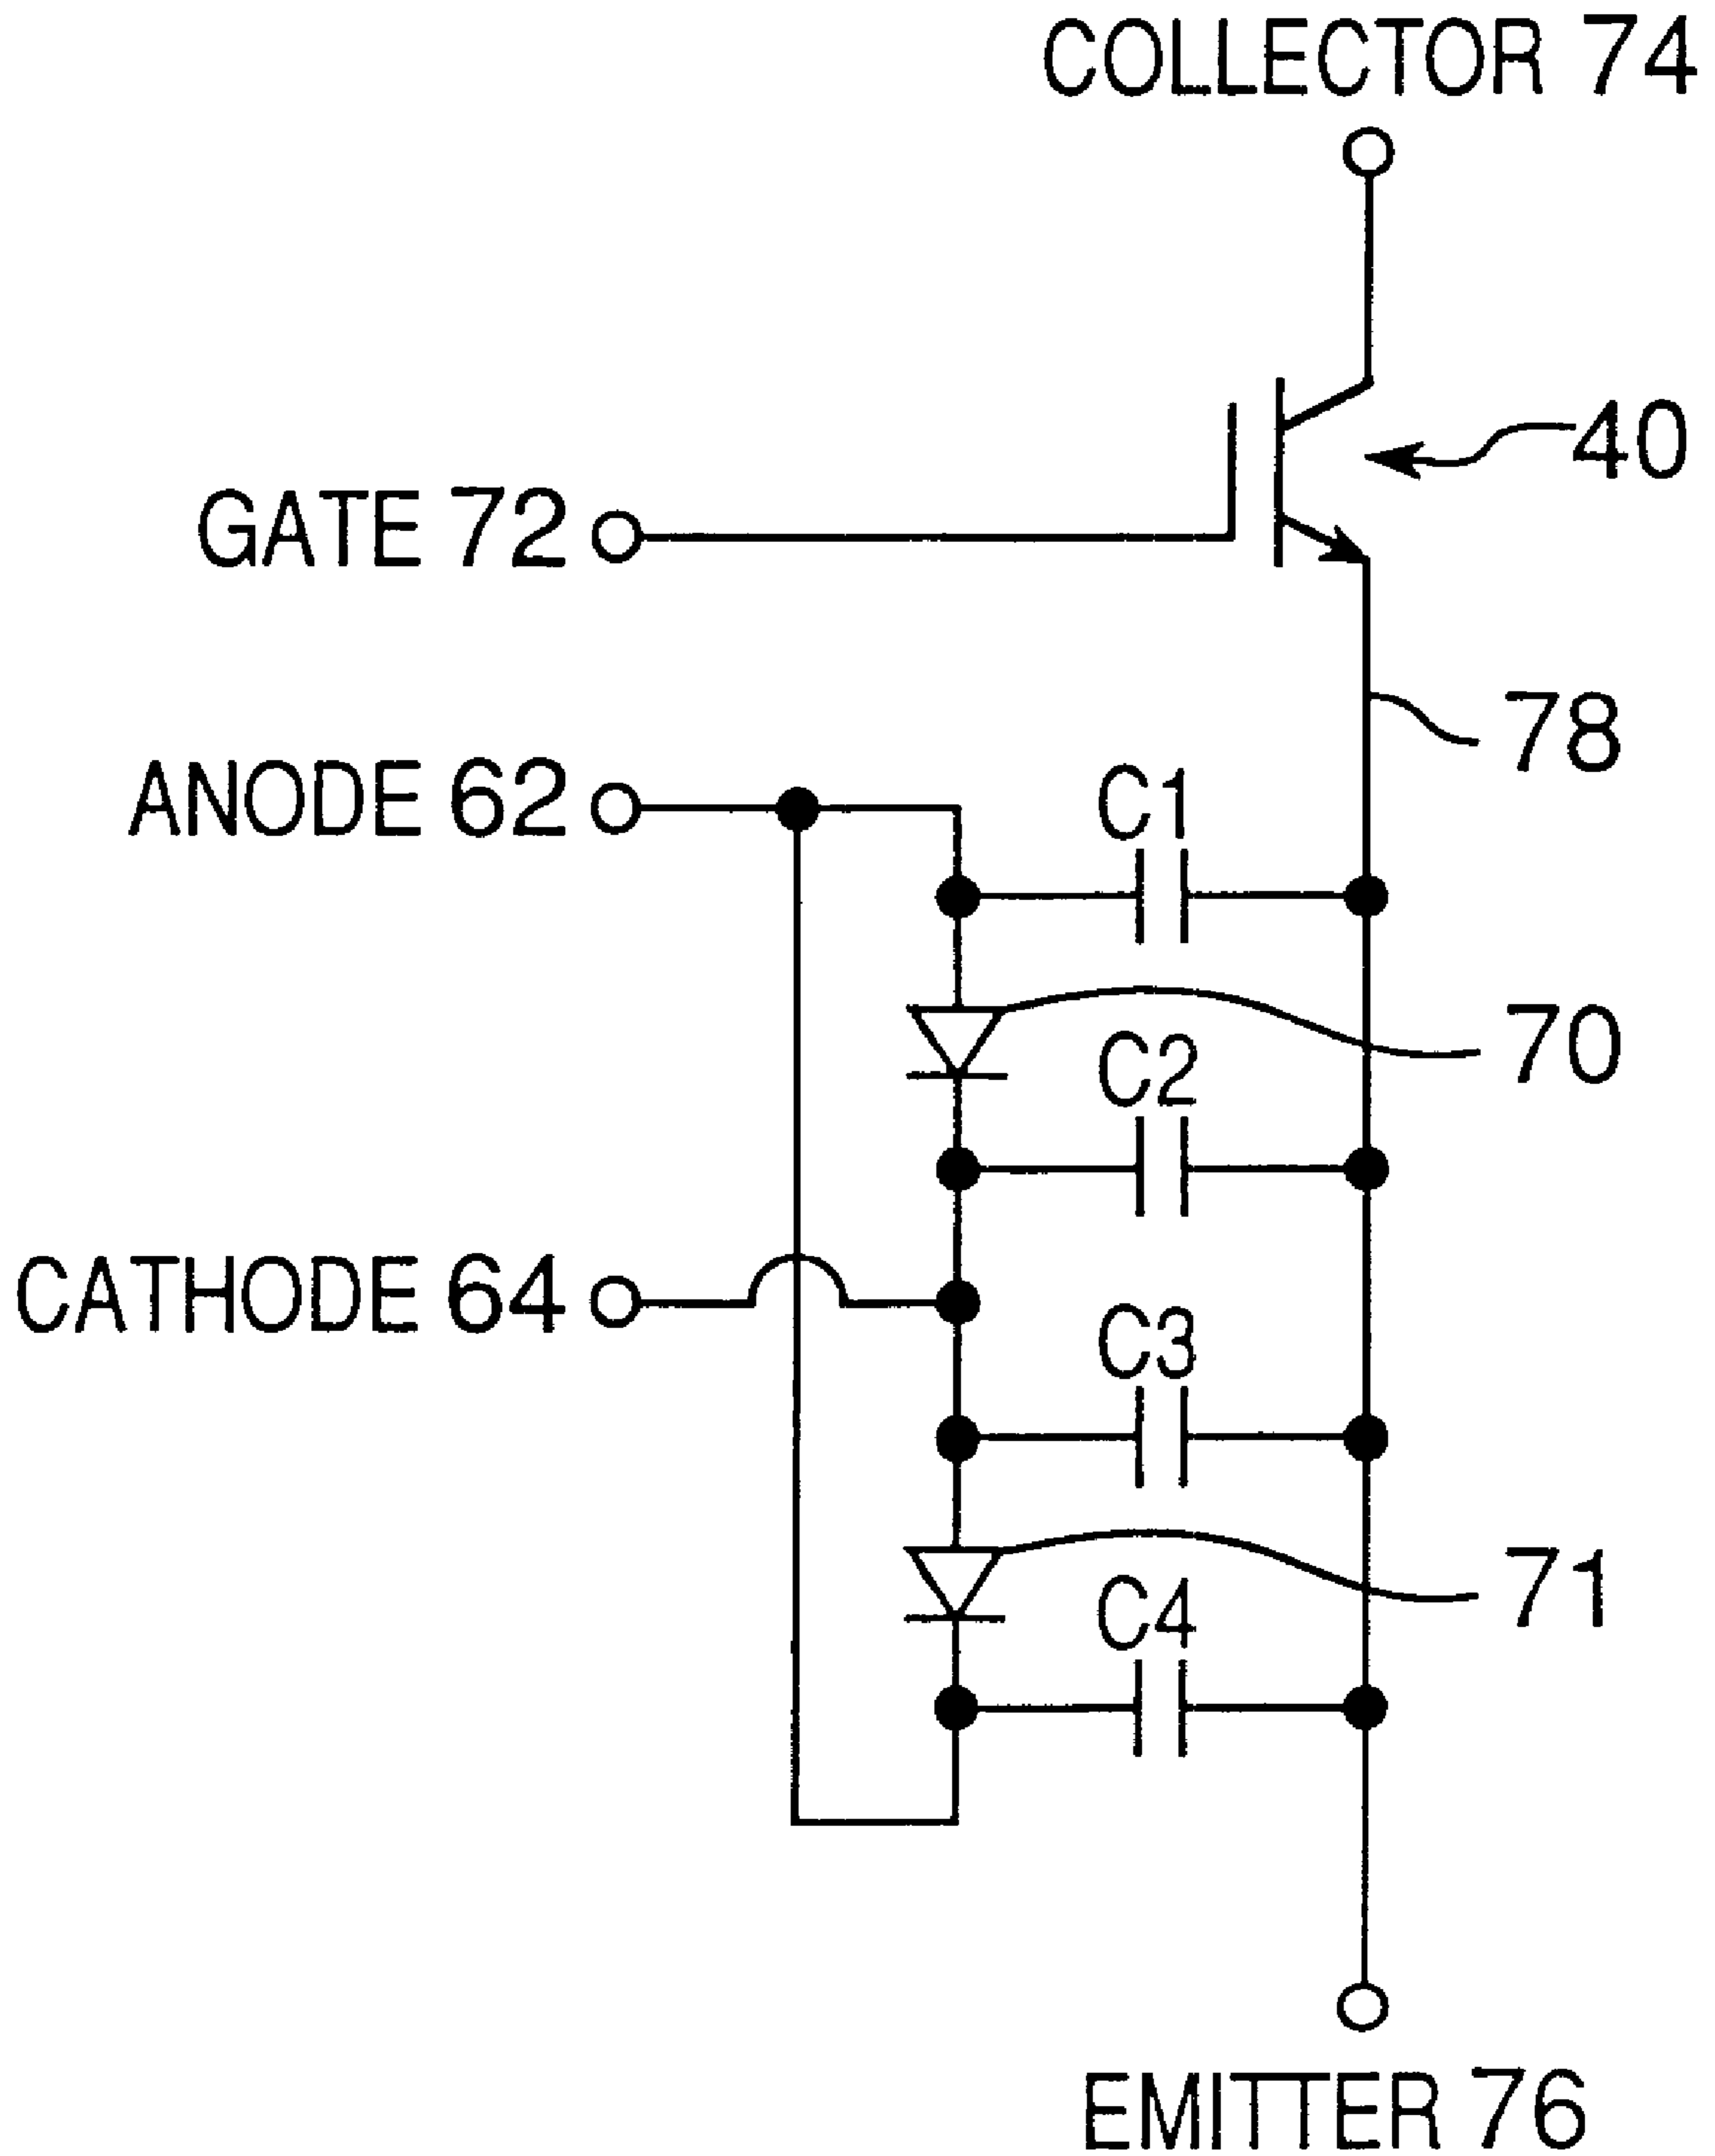 COLLECTOR 74
40
GATE 72
78
ANODE 62
C1
70
C2
CATHODE 64
C3
71
C4
EMITTER 76